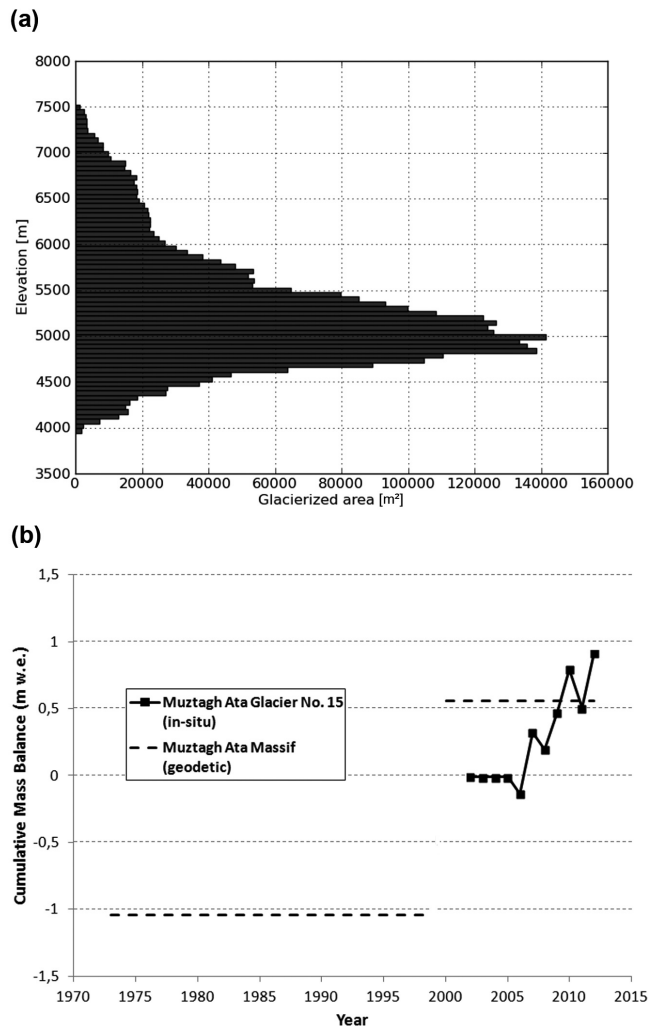 (a)
8000
7500
7000
6500
6000
5500
5000
4500
4000
3500
Elevation [m]
0 20000 40000 60000 80000 100000 120000 140000 160000
Glacierized area [m²]
(b)
1,5
1
0,5
0
-0,5
-1
-1,5
Cumulative Mass Balance (m w.e.)
Muztagh Ata Glacier No. 15
(in-situ)
Muztagh Ata Massif
(geodetic)
1970 1975 1980 1985 1990 1995 2000 2005 2010 2015
Year